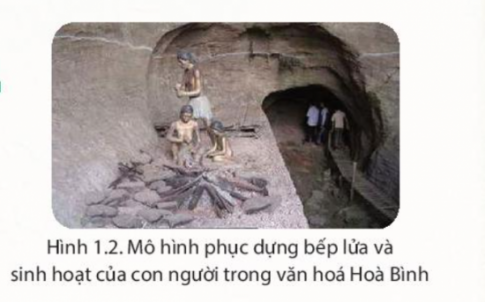 Hình 1.2. Mô hình phục dựng bếp lửa và
sinh hoạt của con người trong văn hoá Hoà Bình